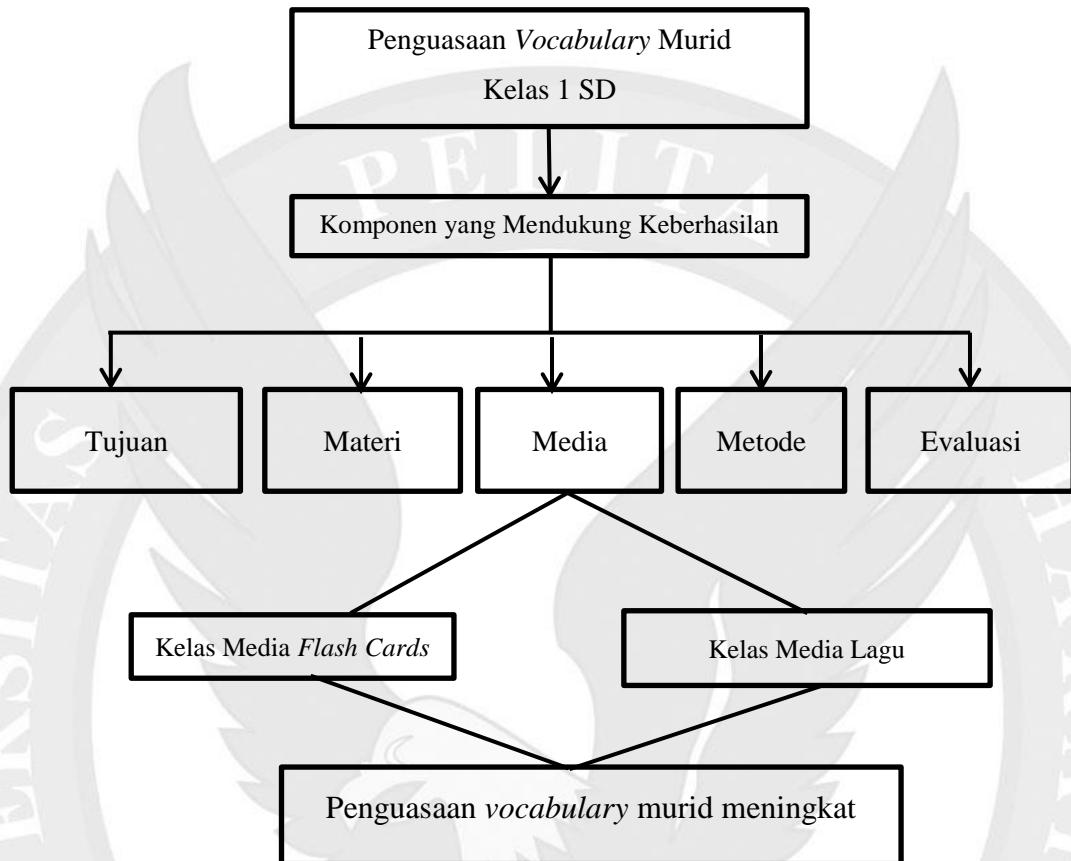 Penguasaan Vocabulary Murid
Kelas 1 SD
PELITA
Komponen yang Mendukung Keberhasilan
Tujuan
Materi
Media
Metode
Evaluasi
Kelas Media Flash Cards
Kelas Media Lagu
Penguasaan vocabulary murid meningkat